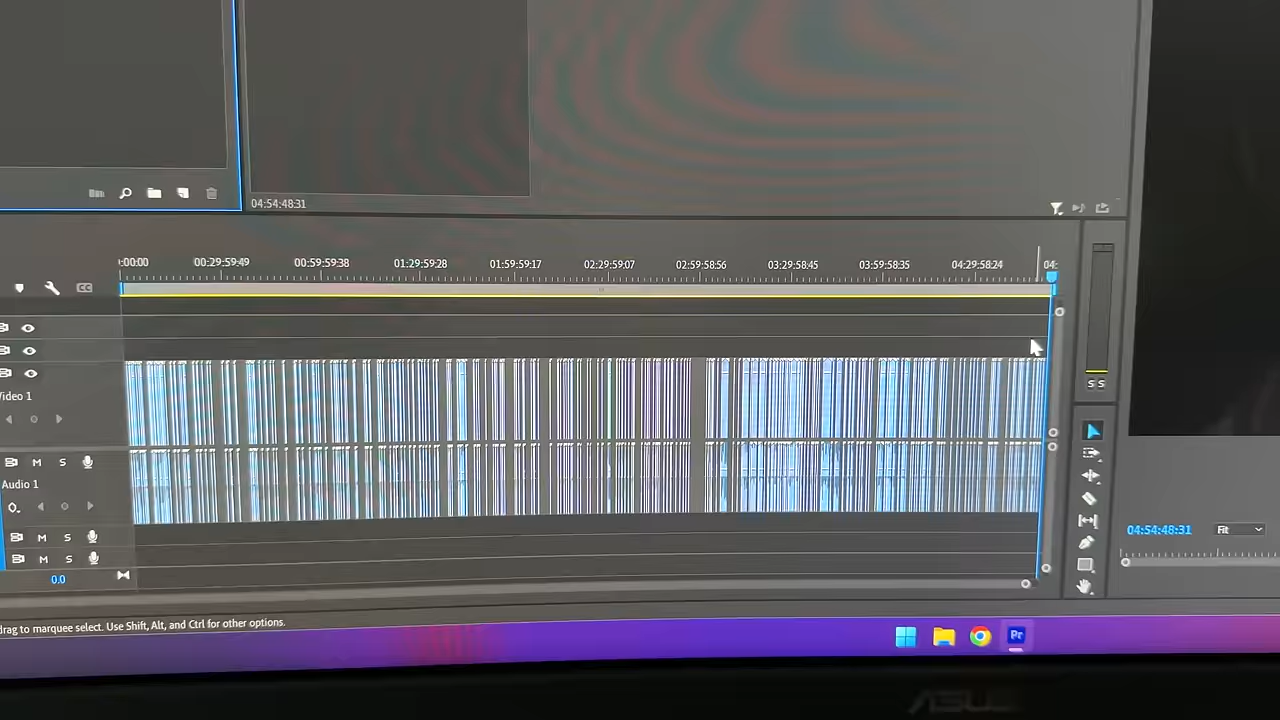 04:54:48:31
:00:00 00:29:59:49 00:59:59:38 01:29:59:28 01:59:59:17 02:29:59:07 02:59:58:56 03:29:58:45 03:59:58:35 04:29:58:24 04:
CC
Video 1
S S
M S
Audio 1
M S
M S
0.0
04:54:48:31 Fit
drag to marquee select. Use Shift, Alt, and Ctrl for other options.
Pr
ASUS